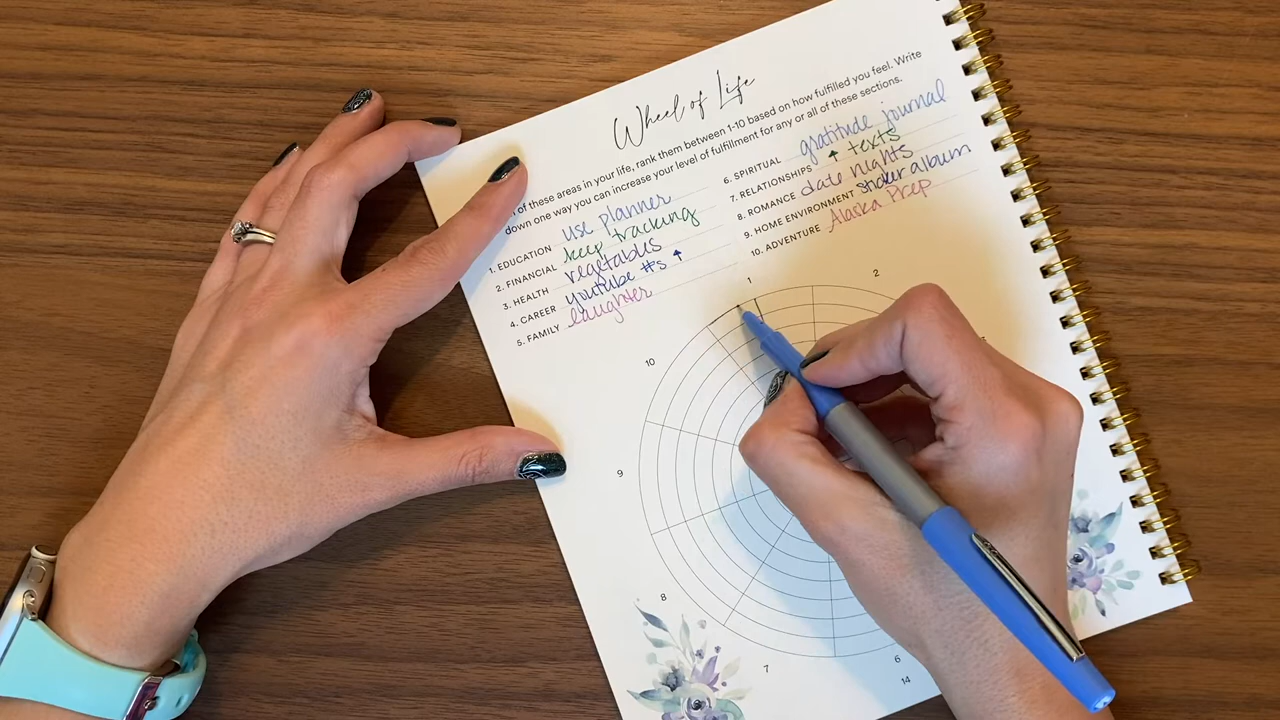 Wheel of Life
of these areas in your life, rank them between 1-10 based on how fulfilled you feel. Write
down one way you can increase your level of fulfillment for any or all of these sections.
1. EDUCATION use planner
2. FINANCIAL keep tracking
3. HEALTH vegetables
4. CAREER youtube #s ↑
5. FAMILY laughter
6. SPIRITUAL gratitude journal
7. RELATIONSHIPS ↑ texts
8. ROMANCE date nights
9. HOME ENVIRONMENT sticker album
10. ADVENTURE Alaska Prep
1
2
10
9
8
7
6
14